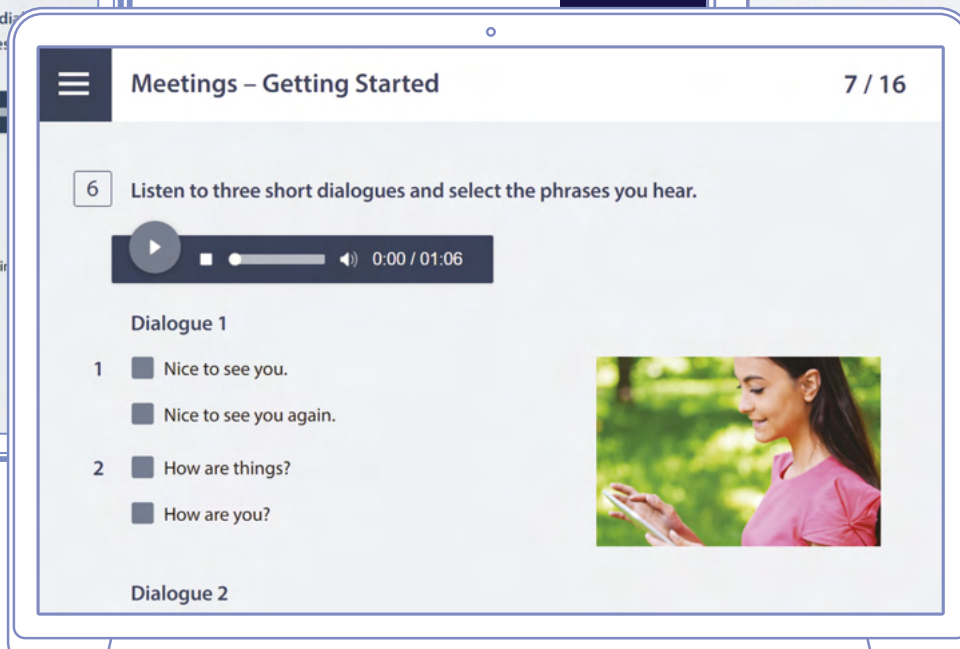 Meetings – Getting Started
7 / 16
6 Listen to three short dialogues and select the phrases you hear.
0:00 / 01:06
Dialogue 1
1 Nice to see you.
Nice to see you again.
2 How are things?
How are you?
Dialogue 2